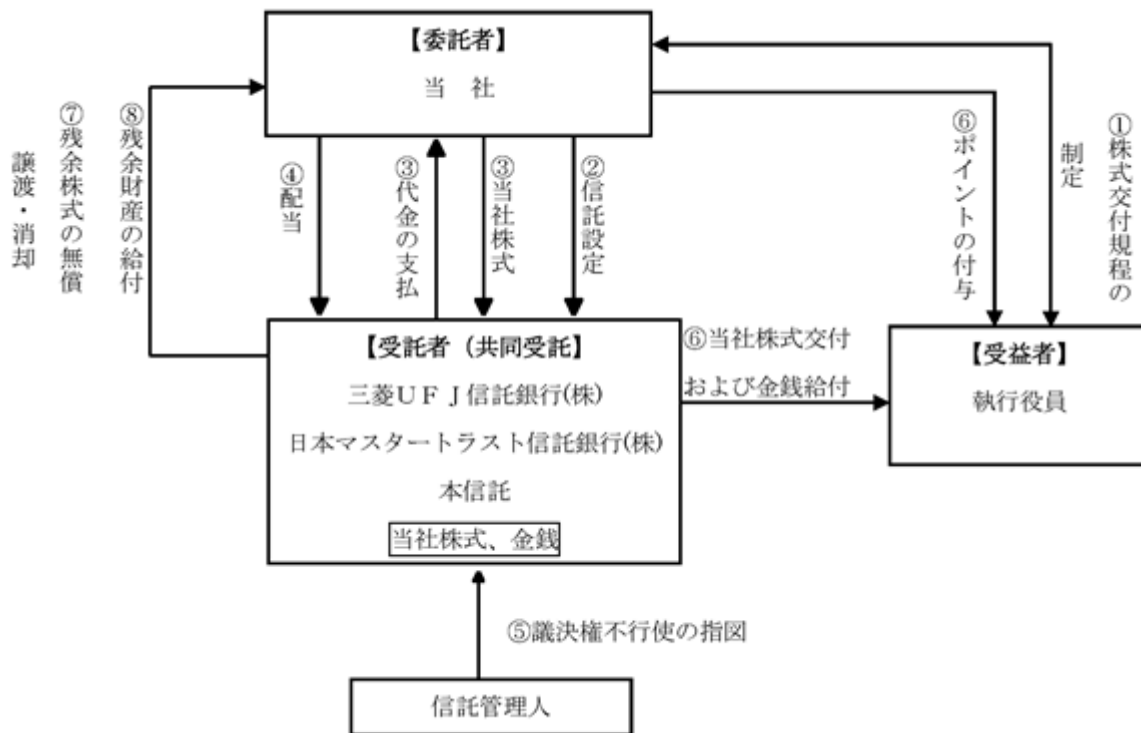 【委託者】
当　社
⑦残余株式の無償
譲渡・消却
⑧残余財産の給付
④配当
③代金の支払
③当社株式
②信託設定
⑥ポイントの付与
①株式交付規程の
制定
【受託者（共同受託】
三菱ＵＦＪ信託銀行(株)
日本マスタートラスト信託銀行(株)
本信託
当社株式、金銭
⑥当社株式交付
および金銭給付
【受益者】
執行役員
⑤議決権不行使の指図
信託管理人